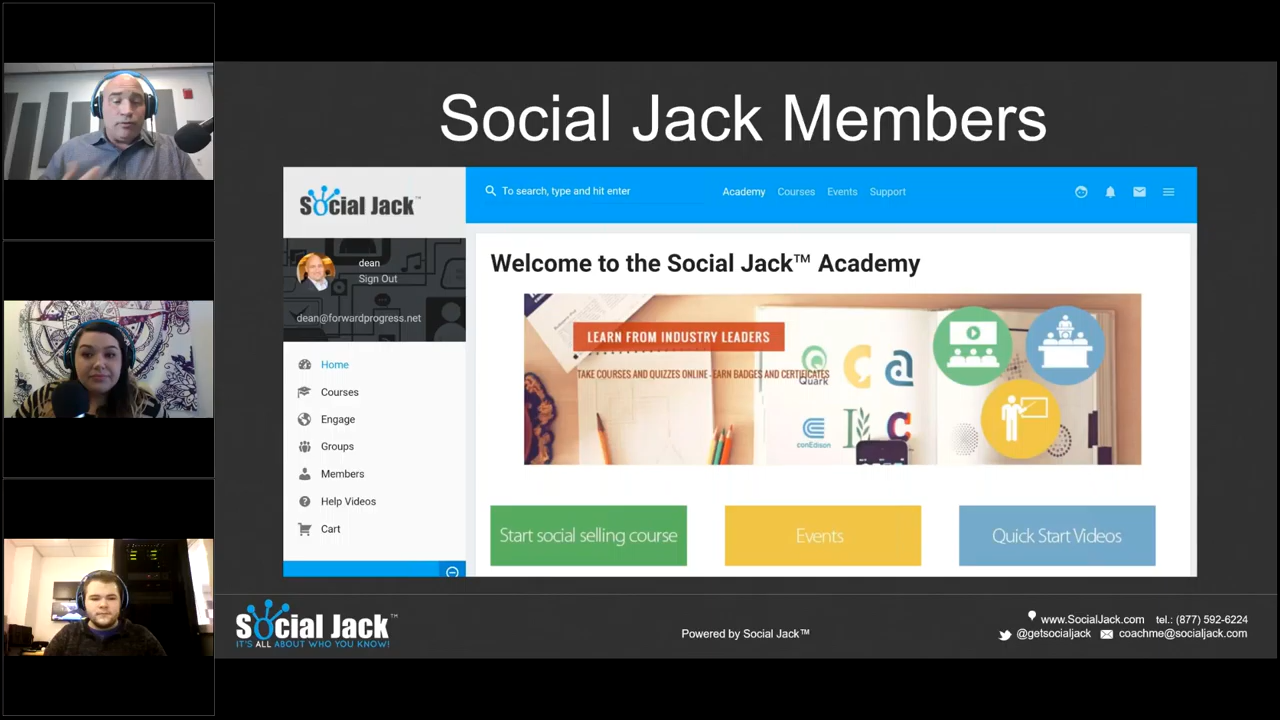 Social Jack Members
Social Jack™
To search, type and hit enter
Academy Courses Events Support
dean
Sign Out
dean@forwardprogress.net
Home
Courses
Engage
Groups
Members
Help Videos
Cart
Welcome to the Social Jack™ Academy
LEARN FROM INDUSTRY LEADERS
TAKE COURSES AND QUIZZES ONLINE - EARN BADGES AND CERTIFICATES
Quark
conEdison
Start social selling course
Events
Quick Start Videos
Social Jack™
IT'S ALL ABOUT WHO YOU KNOW!
Powered by Social Jack™
www.SocialJack.com tel.: (877) 592-6224
@getsocialjack coachme@socialjack.com